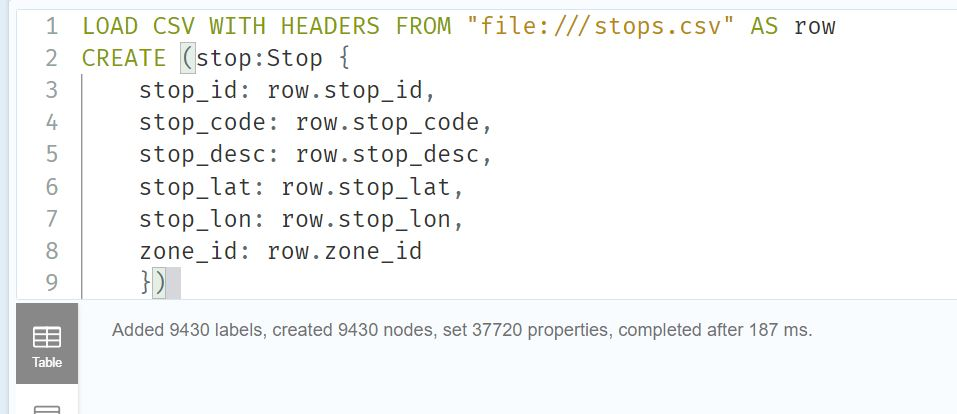 1 LOAD CSV WITH HEADERS FROM "file:///stops.csv" AS row
2 CREATE (stop:Stop {
3 stop_id: row.stop_id,
4 stop_code: row.stop_code,
5 stop_desc: row.stop_desc,
6 stop_lat: row.stop_lat,
7 stop_lon: row.stop_lon,
8 zone_id: row.zone_id
9 })
Added 9430 labels, created 9430 nodes, set 37720 properties, completed after 187 ms.
Table